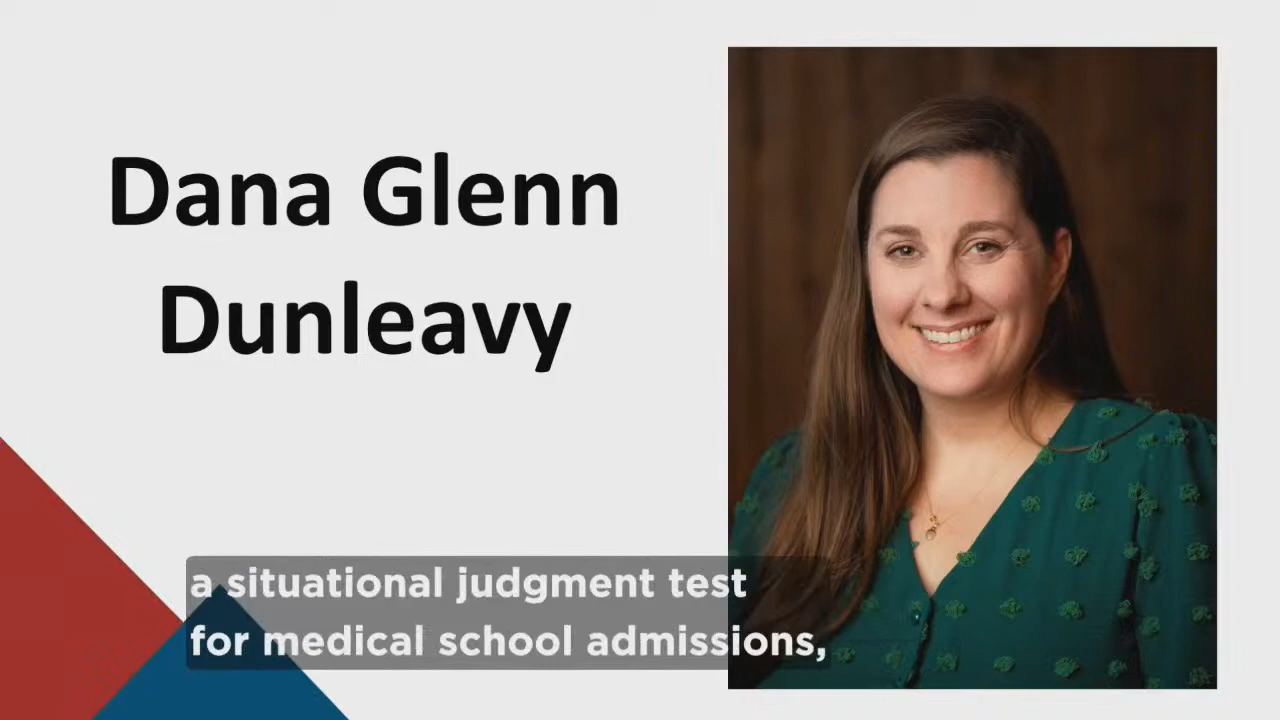 Dana Glenn
Dunleavy
a situational judgment test
for medical school admissions,